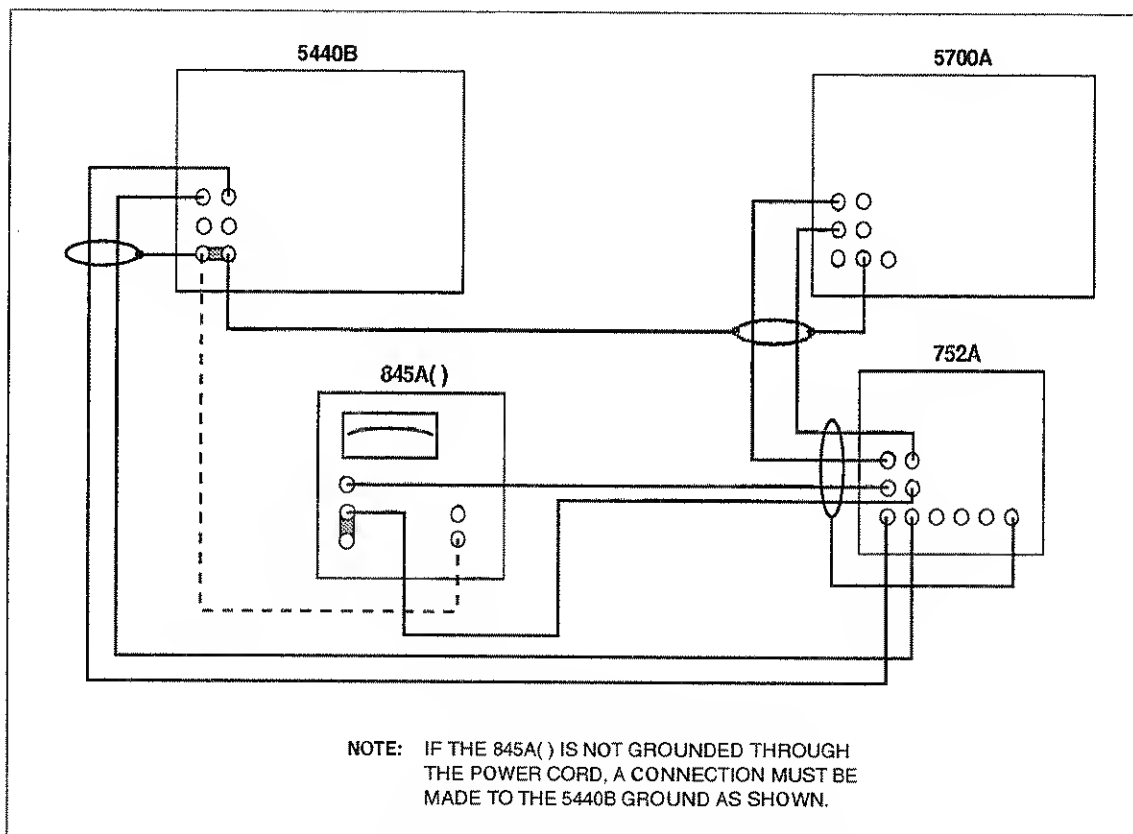 5440B
5700A
752A
845A( )
NOTE: IF THE 845A( ) IS NOT GROUNDED THROUGH
THE POWER CORD, A CONNECTION MUST BE
MADE TO THE 5440B GROUND AS SHOWN.